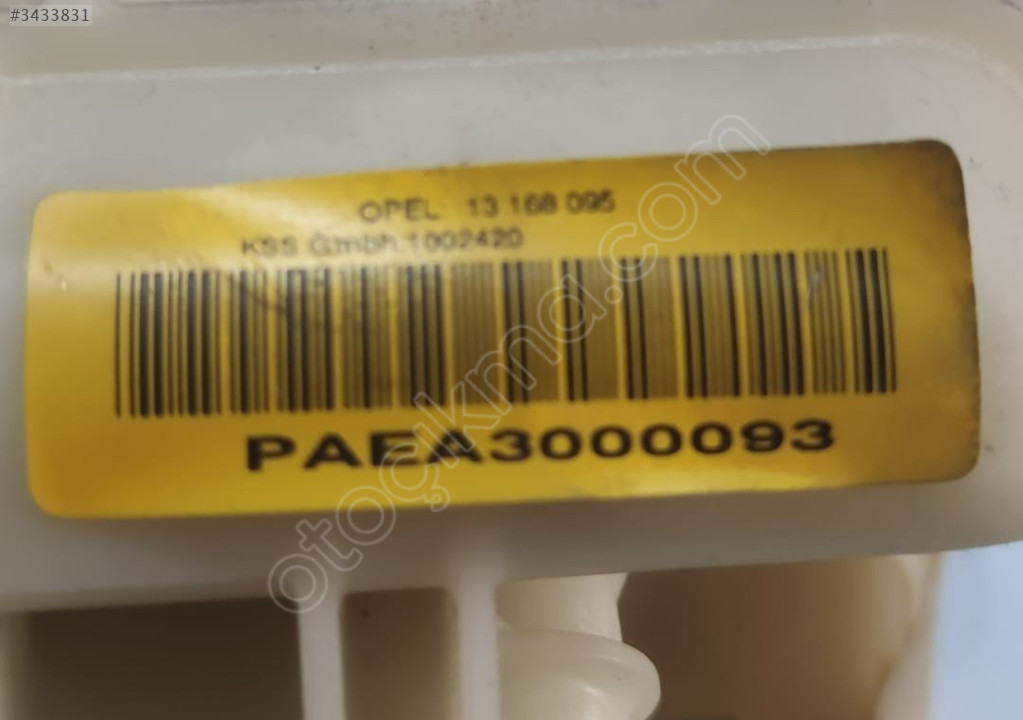 #3433831
OPEL 13 168 095
KSS Gmbh 1002420
PAEA3000093
otoçıkma.com